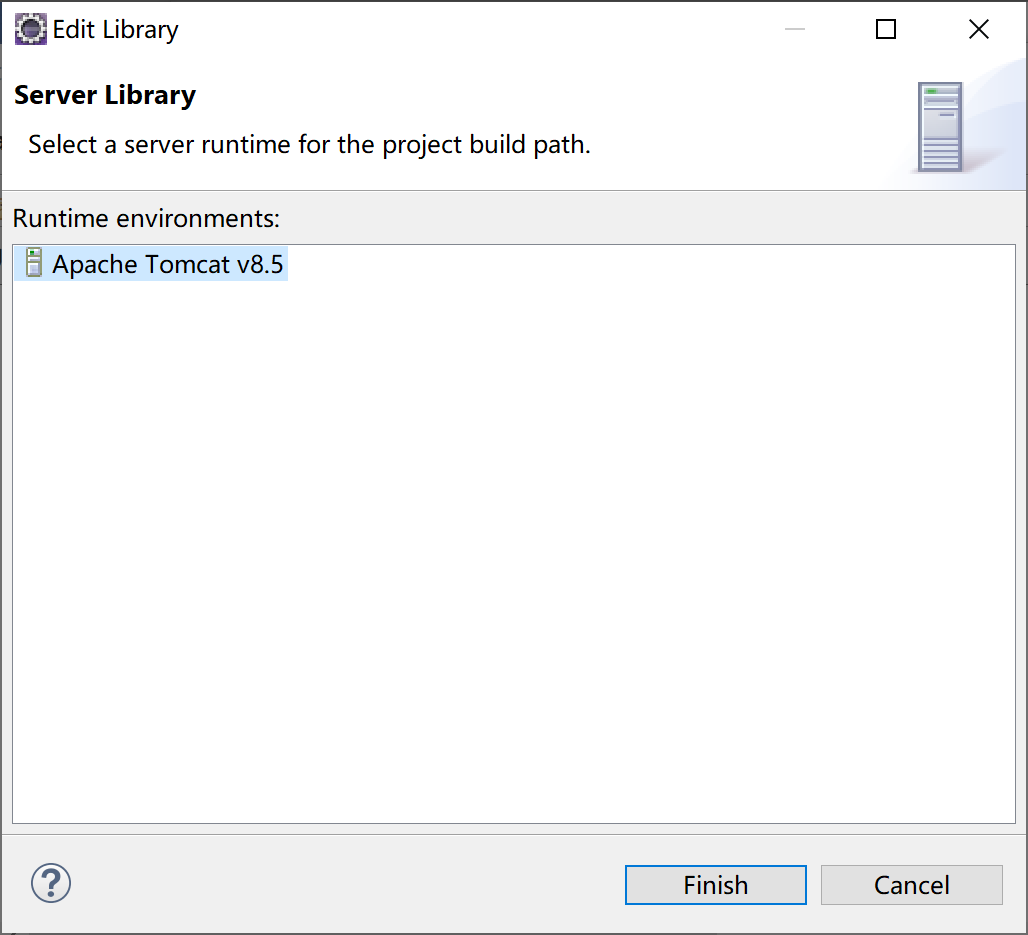 Edit Library
Server Library
Select a server runtime for the project build path.
Runtime environments:
Apache Tomcat v8.5
?
Finish Cancel